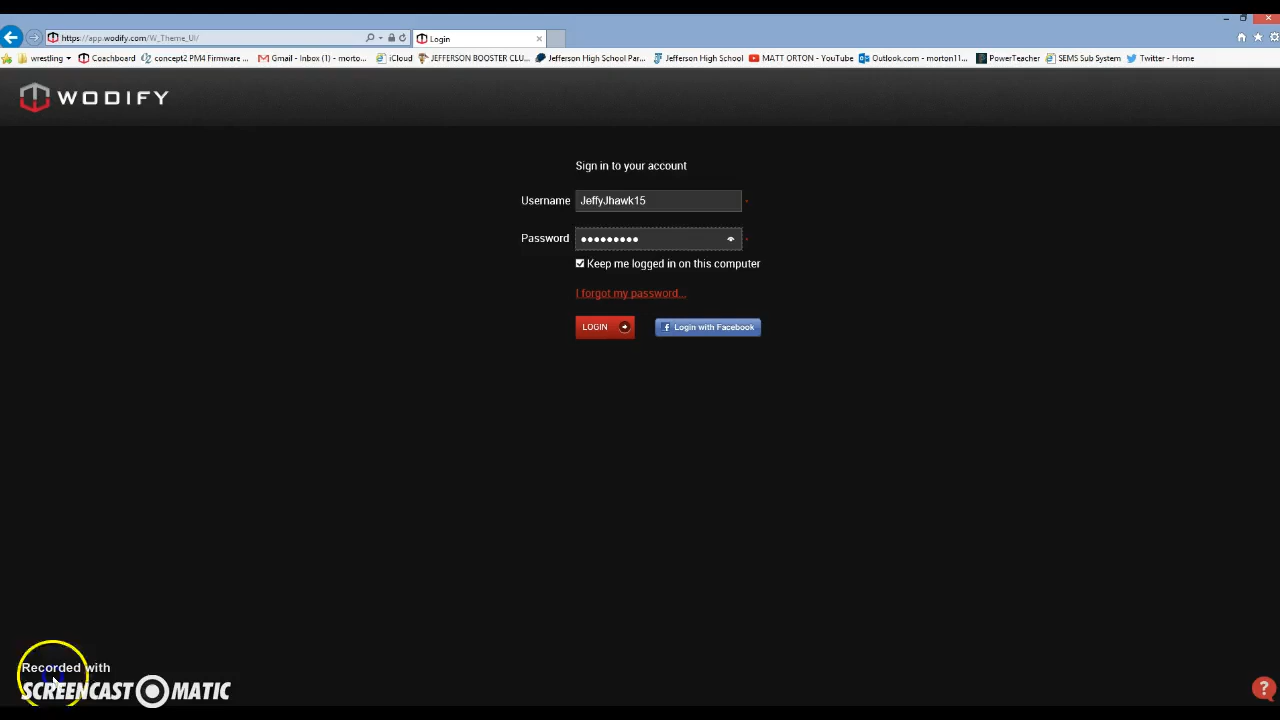 https://app.wodify.com/W_Theme_UI/
Login
wrestling
Coachboard
concept2 PM4 Firmware ...
Gmail - Inbox (1) - morto...
iCloud
JEFFERSON BOOSTER CLU...
Jefferson High School Par...
Jefferson High School
MATT ORTON - YouTube
Outlook.com - morton11...
PowerTeacher
SEMS Sub System
Twitter - Home
WODIFY
Sign in to your account
Username
JeffyJhawk15
Password
•••••••••
Keep me logged in on this computer
I forgot my password...
LOGIN
Login with Facebook
Recorded with
SCREENCAST-O-MATIC
?